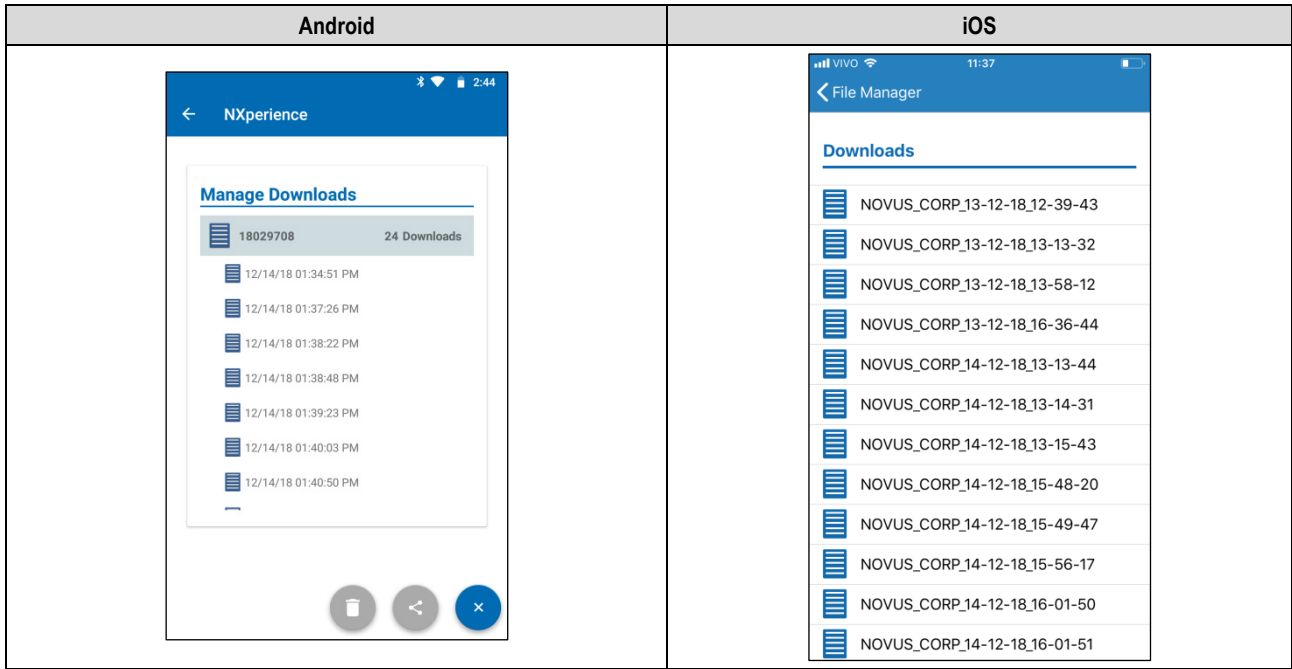 Android
iOS
2:44
NXperience
Manage Downloads
18029708 24 Downloads
12/14/18 01:34:51 PM
12/14/18 01:37:26 PM
12/14/18 01:38:22 PM
12/14/18 01:38:48 PM
12/14/18 01:39:23 PM
12/14/18 01:40:03 PM
12/14/18 01:40:50 PM
VIVO 11:37
File Manager
Downloads
NOVUS_CORP_13-12-18_12-39-43
NOVUS_CORP_13-12-18_13-13-32
NOVUS_CORP_13-12-18_13-58-12
NOVUS_CORP_13-12-18_16-36-44
NOVUS_CORP_14-12-18_13-13-44
NOVUS_CORP_14-12-18_13-14-31
NOVUS_CORP_14-12-18_13-15-43
NOVUS_CORP_14-12-18_15-48-20
NOVUS_CORP_14-12-18_15-49-47
NOVUS_CORP_14-12-18_15-56-17
NOVUS_CORP_14-12-18_16-01-50
NOVUS_CORP_14-12-18_16-01-51